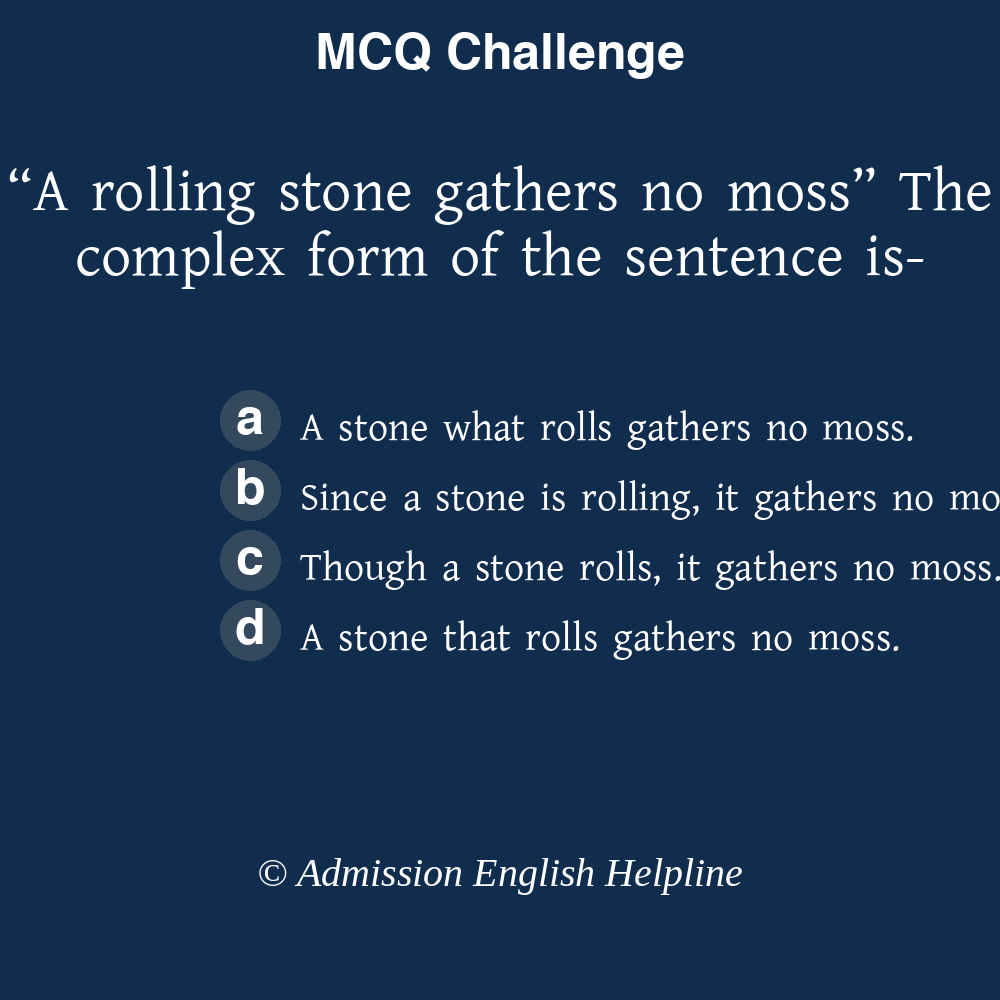 MCQ Challenge
“A rolling stone gathers no moss” The
complex form of the sentence is-
a A stone what rolls gathers no moss.
b Since a stone is rolling, it gathers no
c Though a stone rolls, it gathers no moss.
d A stone that rolls gathers no moss.
© Admission English Helpline